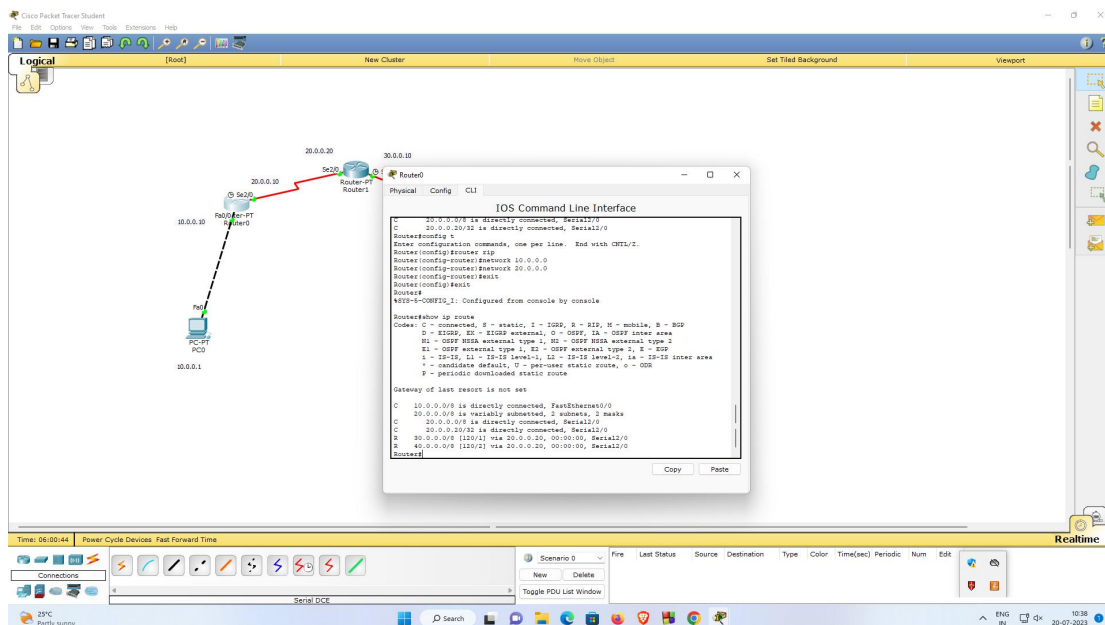 Cisco Packet Tracer Student
File Edit Options View Tools Extensions Help
Logical
[Root]
New Cluster
Move Object
Set Tiled Background
Viewport
20.0.0.20
30.0.0.10
Se2/0
Router-PT
Router1
20.0.0.10
Se2/0
Fa0/0
Router0
10.0.0.10
Fa0
PC-PT
PC0
10.0.0.1
Router0
Physical Config CLI
IOS Command Line Interface
C 20.0.0.0/8 is directly connected, Serial2/0
C 20.0.0.20/32 is directly connected, Serial2/0
Router#config t
Enter configuration commands, one per line. End with CNTL/Z.
Router(config)#router rip
Router(config-router)#network 10.0.0.0
Router(config-router)#network 20.0.0.0
Router(config-router)#exit
Router(config)#exit
Router#
%SYS-5-CONFIG_I: Configured from console by console
Router#show ip route
Codes: C - connected, S - static, I - IGRP, R - RIP, M - mobile, B - BGP
D - EIGRP, EX - EIGRP external, O - OSPF, IA - OSPF inter area
N1 - OSPF NSSA external type 1, N2 - OSPF NSSA external type 2
E1 - OSPF external type 1, E2 - OSPF external type 2, E - EGP
i - IS-IS, L1 - IS-IS level-1, L2 - IS-IS level-2, ia - IS-IS inter area
* - candidate default, U - per-user static route, o - ODR
P - periodic downloaded static route
Gateway of last resort is not set
C 10.0.0.0/8 is directly connected, FastEthernet0/0
20.0.0.0/8 is variably subnetted, 2 subnets, 2 masks
C 20.0.0.0/8 is directly connected, Serial2/0
C 20.0.0.20/32 is directly connected, Serial2/0
R 30.0.0.0/8 [120/1] via 20.0.0.20, 00:00:00, Serial2/0
R 40.0.0.0/8 [120/2] via 20.0.0.20, 00:00:00, Serial2/0
Router#
Copy Paste
Time: 06:00:44 Power Cycle Devices Fast Forward Time
Realtime
Connections
Serial DCE
Scenario 0
New Delete
Toggle PDU List Window
Fire Last Status Source Destination Type Color Time(sec) Periodic Num Edit
25°C
Partly sunny
Search
ENG
IN
10:38
20-07-2023